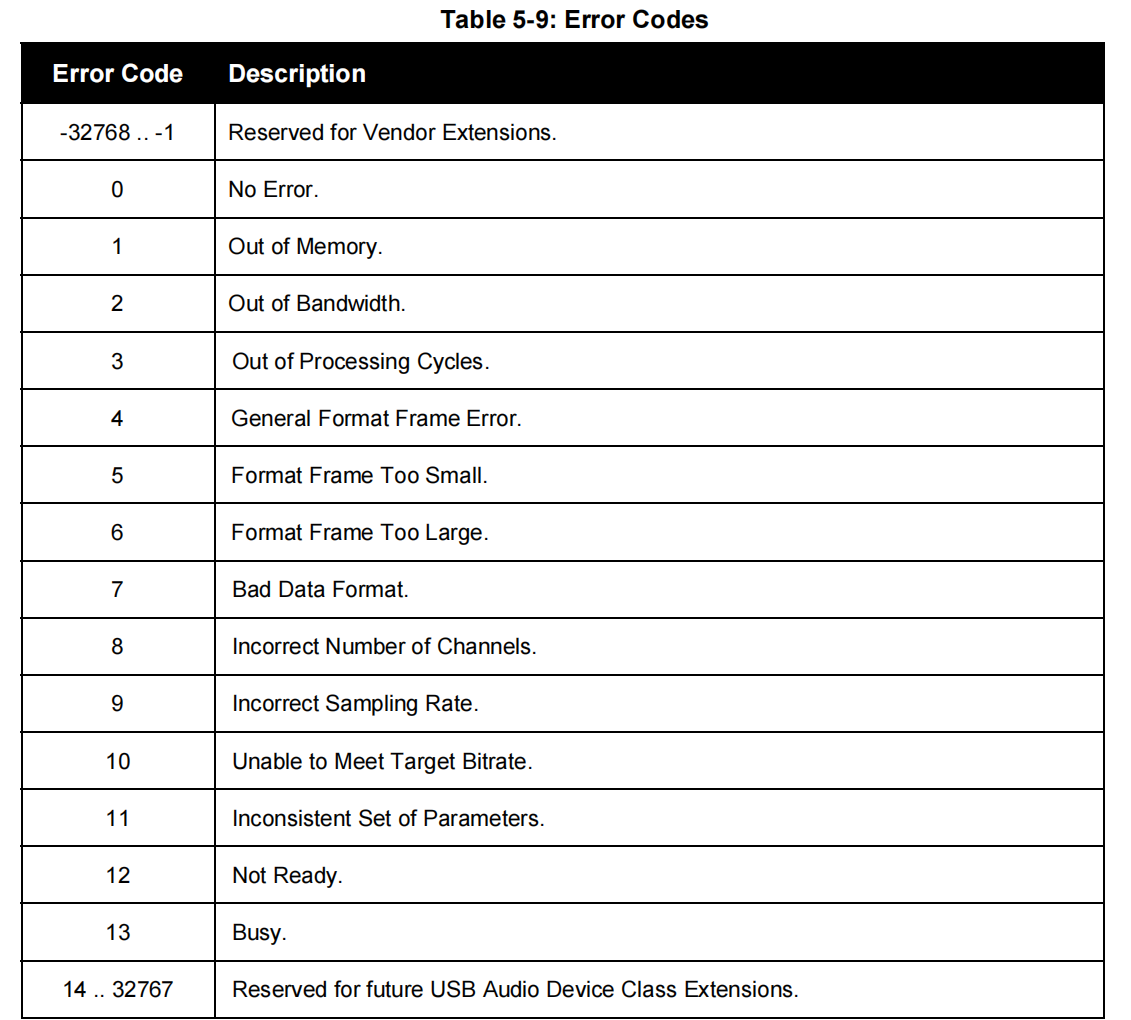 Table 5-9: Error Codes
Error Code Description
-32768 .. -1 Reserved for Vendor Extensions.
0 No Error.
1 Out of Memory.
2 Out of Bandwidth.
3 Out of Processing Cycles.
4 General Format Frame Error.
5 Format Frame Too Small.
6 Format Frame Too Large.
7 Bad Data Format.
8 Incorrect Number of Channels.
9 Incorrect Sampling Rate.
10 Unable to Meet Target Bitrate.
11 Inconsistent Set of Parameters.
12 Not Ready.
13 Busy.
14 .. 32767 Reserved for future USB Audio Device Class Extensions.